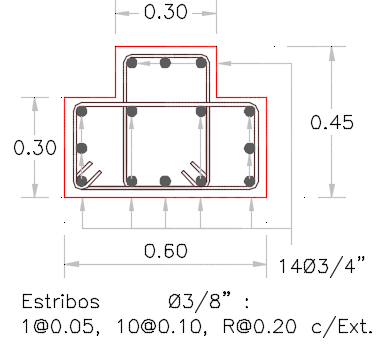 0.30
0.45
0.30
0.60
14Ø3/4"
Estribos Ø3/8" :
1@0.05, 10@0.10, R@0.20 c/Ext.